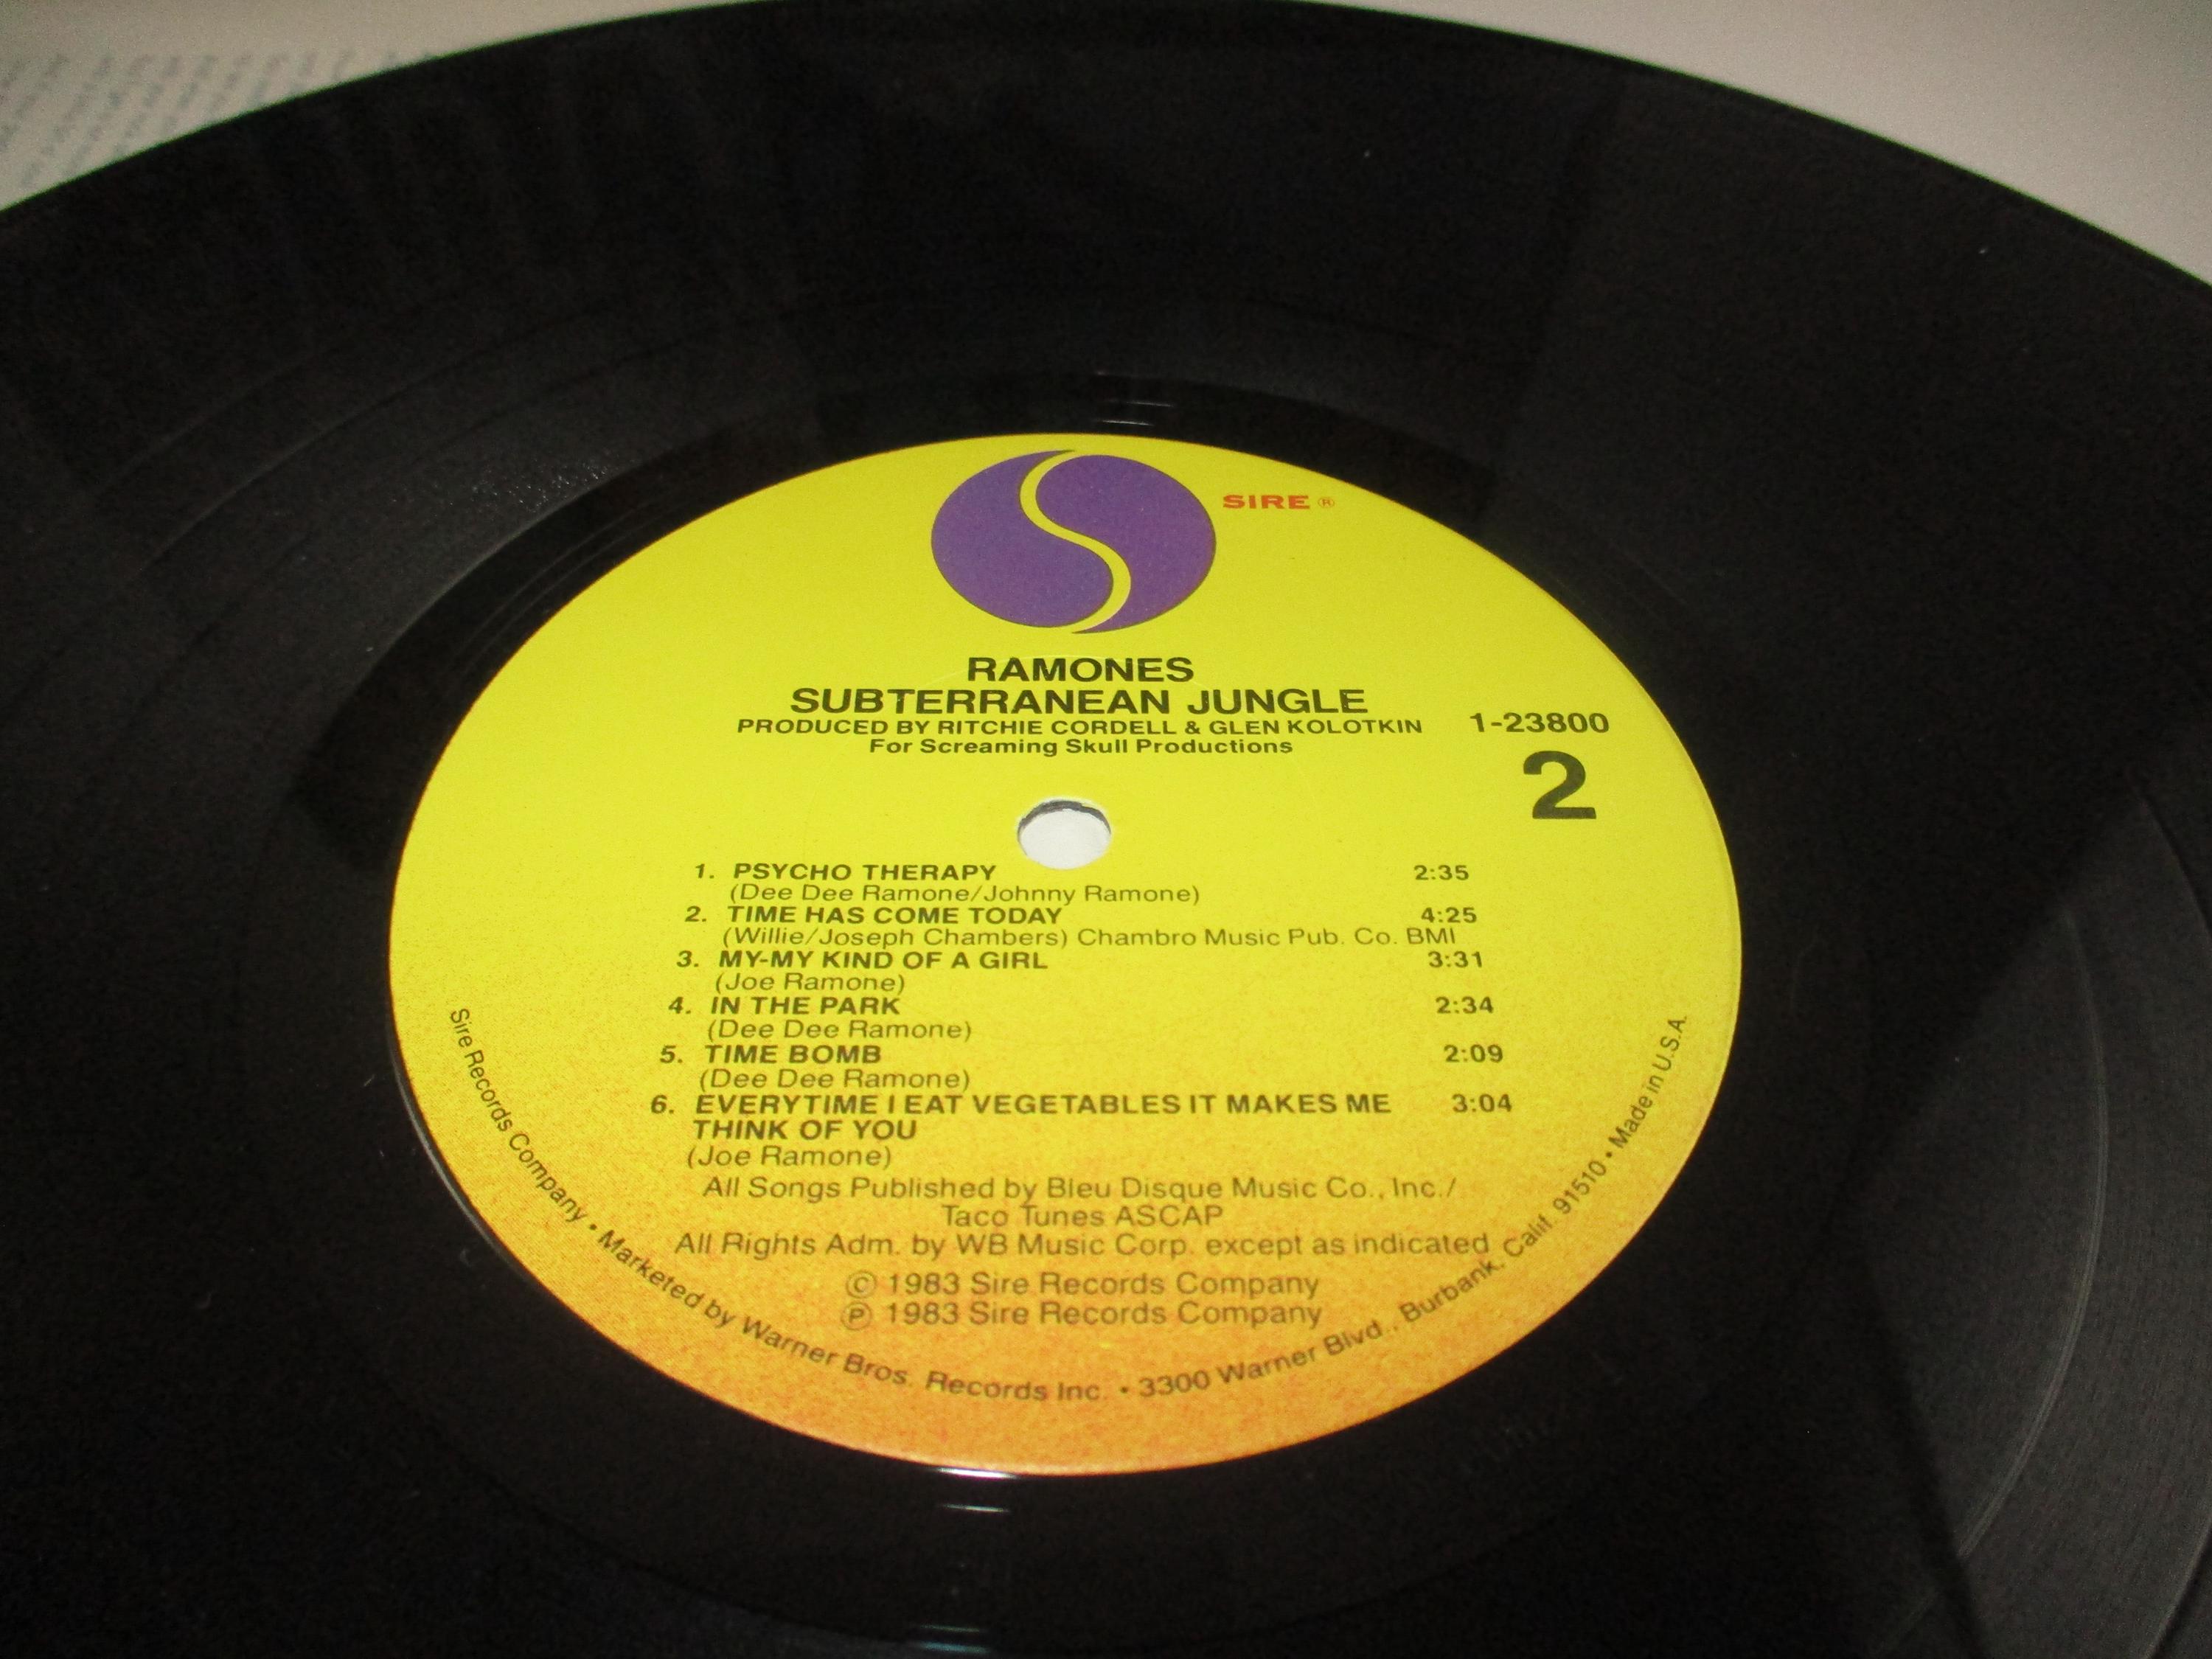 SIRE ®
RAMONES
SUBTERRANEAN JUNGLE
PRODUCED BY RITCHIE CORDELL & GLEN KOLOTKIN
For Screaming Skull Productions
1-23800
2
1. PSYCHO THERAPY 2:35
(Dee Dee Ramone/Johnny Ramone)
2. TIME HAS COME TODAY 4:25
(Willie/Joseph Chambers) Chambro Music Pub. Co. BMI
3. MY-MY KIND OF A GIRL 3:31
(Joe Ramone)
4. IN THE PARK 2:34
(Dee Dee Ramone)
5. TIME BOMB 2:09
(Dee Dee Ramone)
6. EVERYTIME I EAT VEGETABLES IT MAKES ME 3:04
THINK OF YOU
(Joe Ramone)
All Songs Published by Bleu Disque Music Co., Inc./
Taco Tunes ASCAP
All Rights Adm. by WB Music Corp. except as indicated
© 1983 Sire Records Company
℗ 1983 Sire Records Company
Sire Records Company • Marketed by Warner Bros. Records Inc. • 3300 Warner Blvd., Burbank, Calif. 91510 • Made in U.S.A.